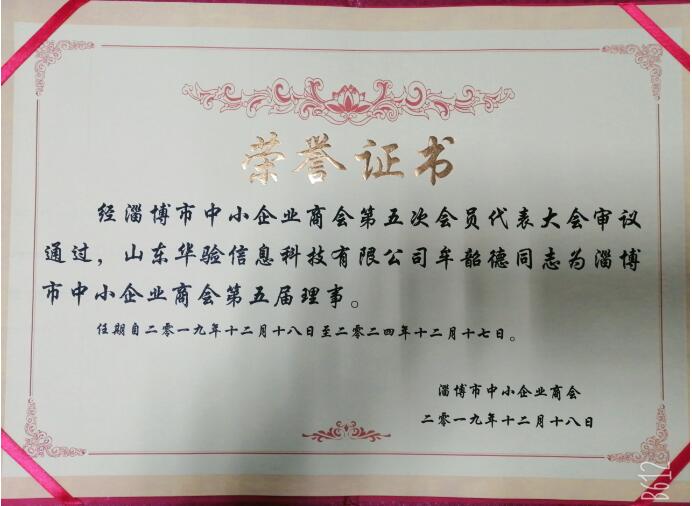 荣誉证书
经淄博市中小企业商会第五次会员代表大会审议
通过，山东华验信息科技有限公司牟韶德同志为淄博
市中小企业商会第五届理事。
任期自二零一九年十二月十八日至二零二四年十二月十七日。
淄博市中小企业商会
二零一九年十二月十八日
B612